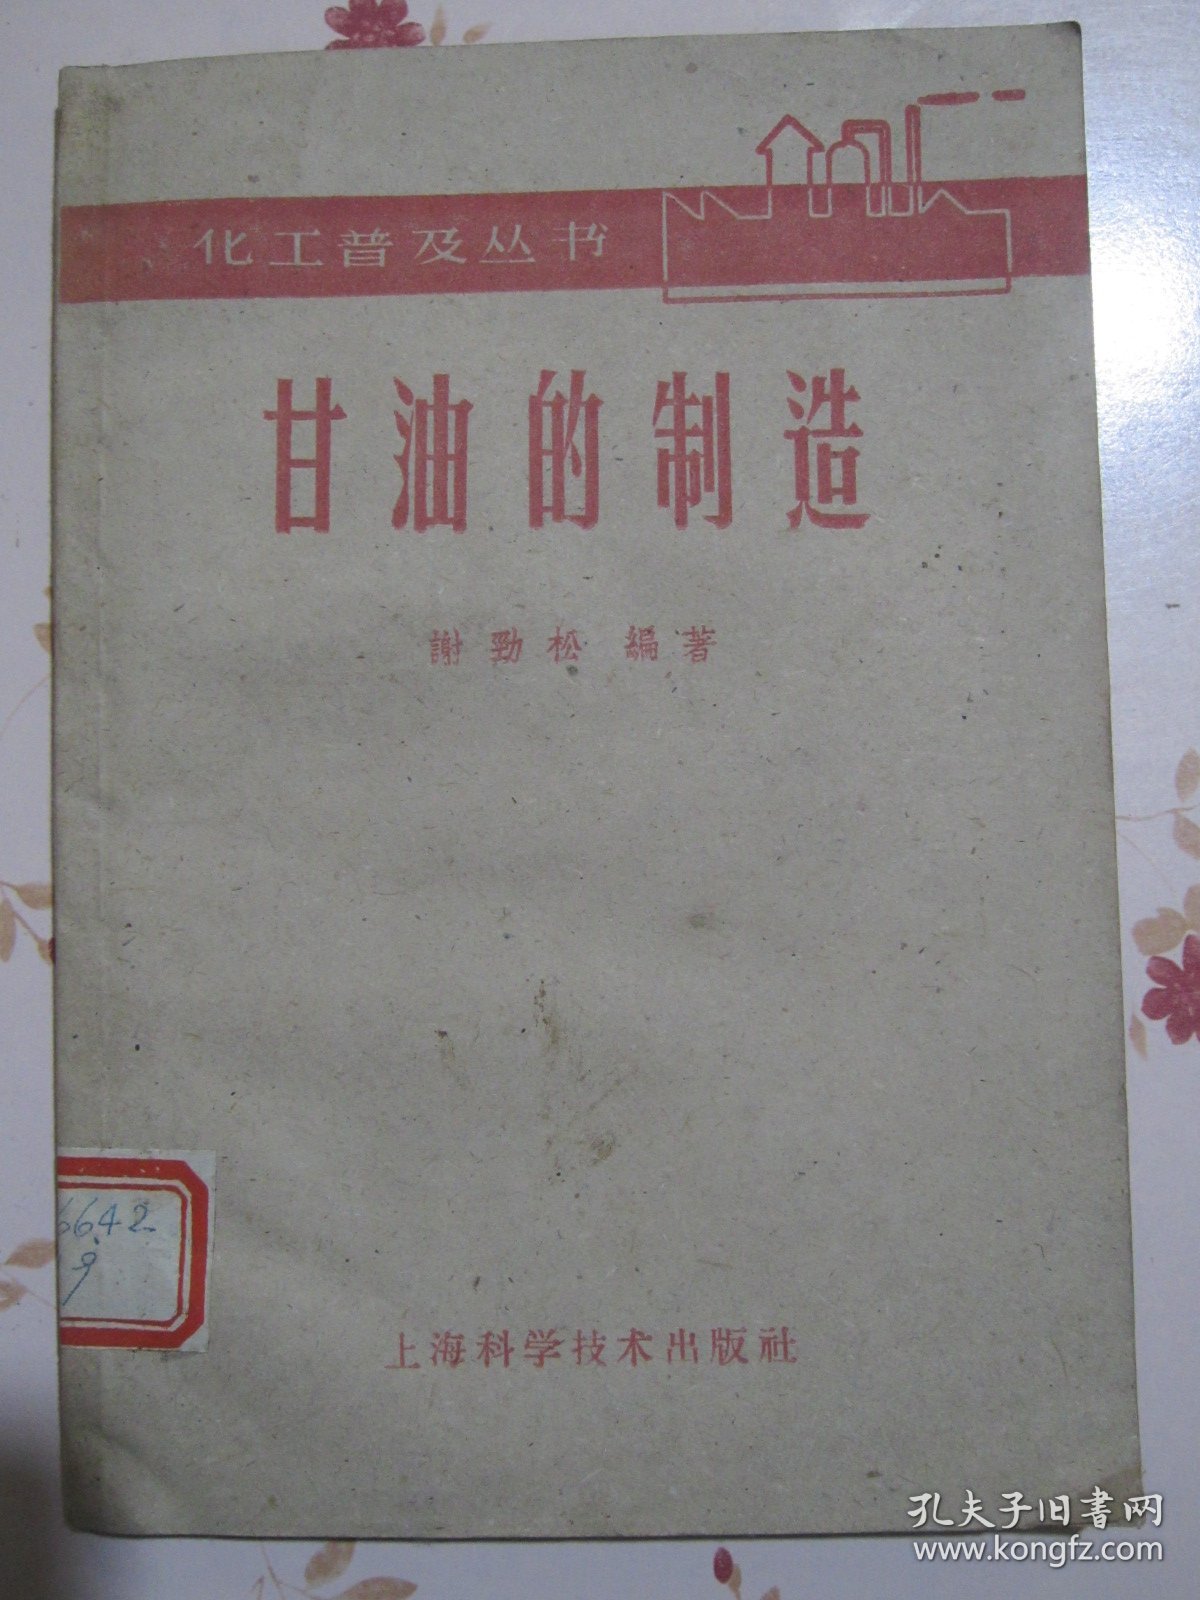 化工普及丛书
甘油的制造
謝勁松 編著
6642
9
上海科学技术出版社
孔夫子旧書网
www.kongfz.com